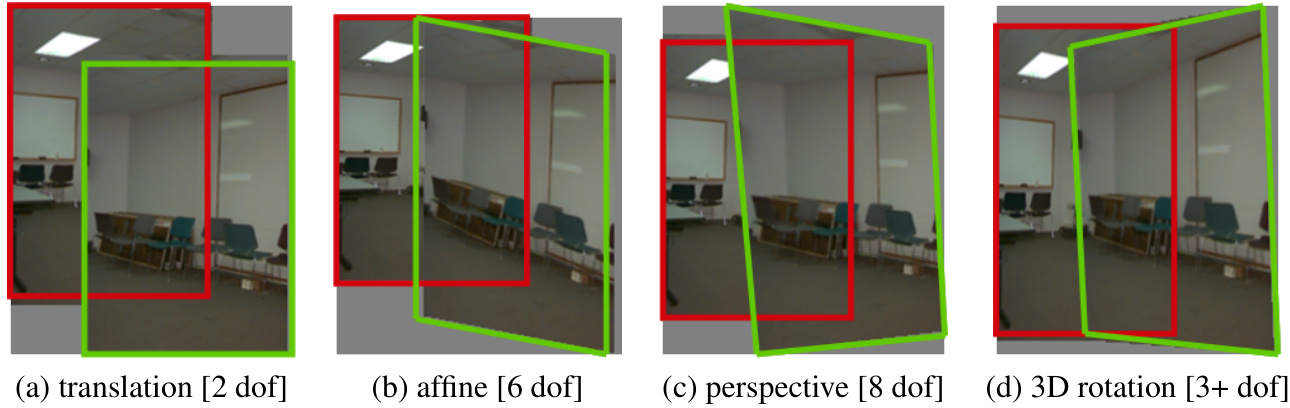 (a) translation [2 dof]
(b) affine [6 dof]
(c) perspective [8 dof]
(d) 3D rotation [3+ dof]